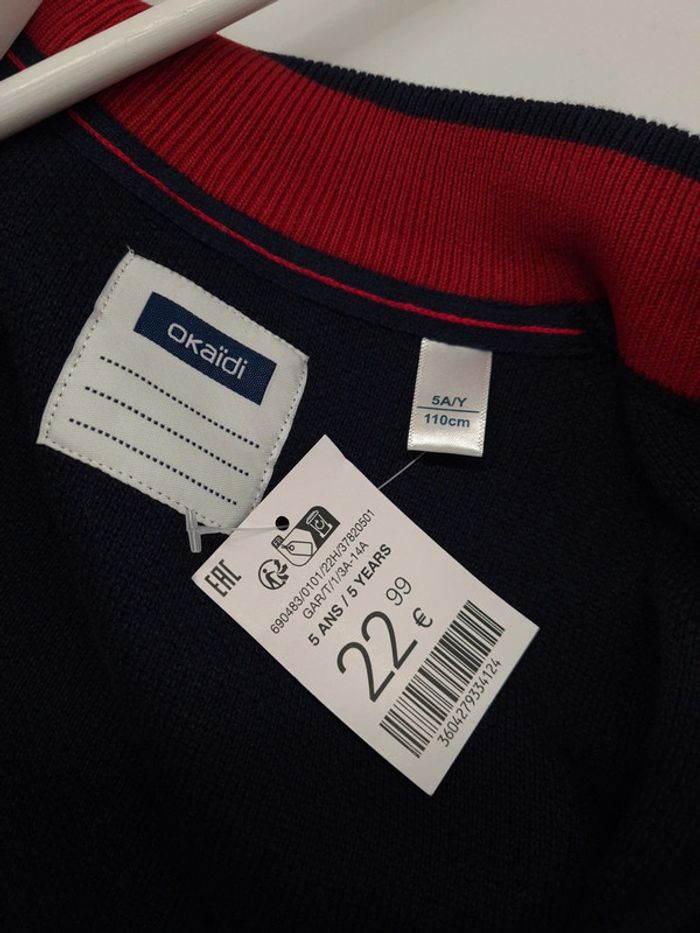 OKaïdi
5A/Y
110cm
EAC
FR
690483/0101/22H/37820501
GAR/T/1/3A-14A
5 ANS / 5 YEARS
22 99
€
3604279334124